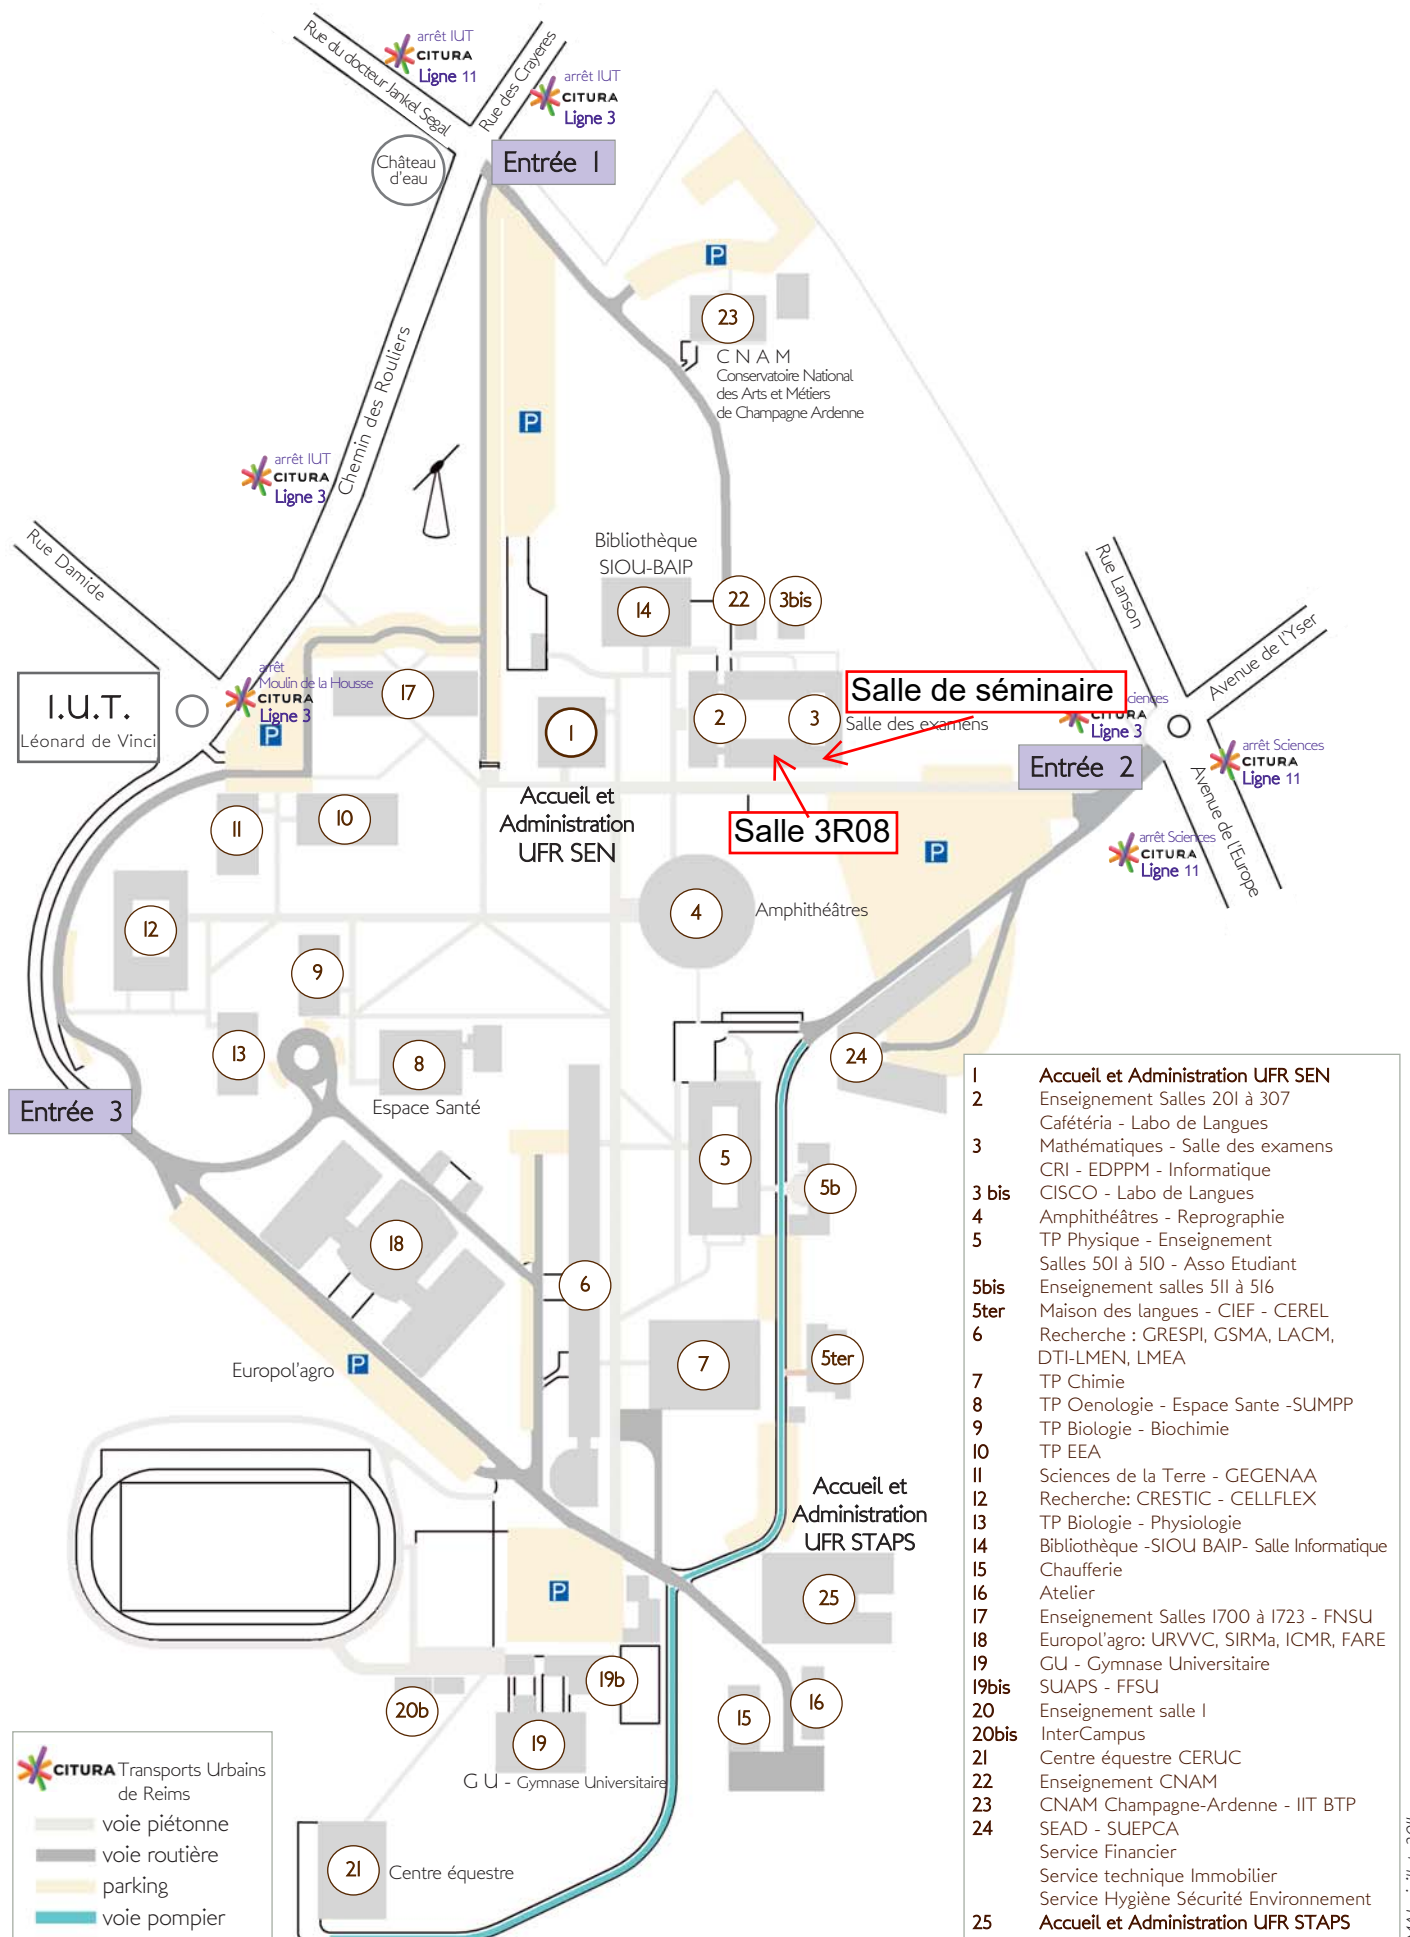 Rue du docteur Jankel Segal
arrêt IUT
CITURA
Ligne 11
Rue des Crayeres
arrêt IUT
CITURA
Ligne 3
Château
d'eau
Entrée 1
P
23
C N A M
Conservatoire National
des Arts et Métiers
de Champagne Ardenne
Chemin des Rouliers
P
arrêt IUT
CITURA
Ligne 3
Rue Damide
Bibliothèque
SIOU-BAIP
14
22
3bis
Rue Lanson
Avenue de l'Yser
I.U.T.
Léonard de Vinci
arrêt
Moulin de la Housse
CITURA
Ligne 3
P
17
1
2
3
Salle de séminaire
Salle des examens
ciences
CITURA
Ligne 3
Entrée 2
arrêt Sciences
CITURA
Ligne 11
Avenue de l'Europe
Accueil et
Administration
UFR SEN
Salle 3R08
11
10
P
arrêt Sciences
CITURA
Ligne 11
4
Amphithéâtres
12
9
13
8
Espace Santé
24
Entrée 3
5
5b
18
6
Europol'agro
P
7
5ter
Accueil et
Administration
UFR STAPS
P
25
19b
20b
19
15
16
G U - Gymnase Universitaire
21
Centre équestre
CITURA Transports Urbains
de Reims
voie piétonne
voie routière
parking
voie pompier
1 Accueil et Administration UFR SEN
2 Enseignement Salles 201 à 307
Cafétéria - Labo de Langues
3 Mathématiques - Salle des examens
CRI - EDPPM - Informatique
3 bis CISCO - Labo de Langues
4 Amphithéâtres - Reprographie
5 TP Physique - Enseignement
Salles 501 à 510 - Asso Etudiant
5bis Enseignement salles 511 à 516
5ter Maison des langues - CIEF - CEREL
6 Recherche : GRESPI, GSMA, LACM,
DTI-LMEN, LMEA
7 TP Chimie
8 TP Oenologie - Espace Sante -SUMPP
9 TP Biologie - Biochimie
10 TP EEA
11 Sciences de la Terre - GEGENAA
12 Recherche: CRESTIC - CELLFLEX
13 TP Biologie - Physiologie
14 Bibliothèque -SIOU BAIP- Salle Informatique
15 Chaufferie
16 Atelier
17 Enseignement Salles 1700 à 1723 - FNSU
18 Europol'agro: URVVC, SIRMa, ICMR, FARE
19 GU - Gymnase Universitaire
19bis SUAPS - FFSU
20 Enseignement salle 1
20bis InterCampus
21 Centre équestre CERUC
22 Enseignement CNAM
23 CNAM Champagne-Ardenne - IIT BTP
24 SEAD - SUEPCA
Service Financier
Service technique Immobilier
Service Hygiène Sécurité Environnement
25 Accueil et Administration UFR STAPS